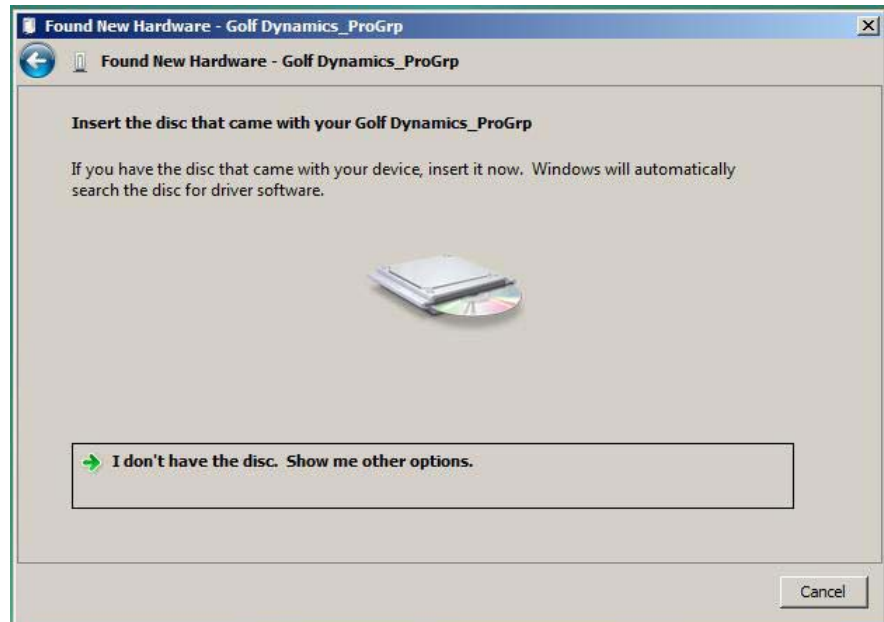 Found New Hardware - Golf Dynamics_ProGrp
Found New Hardware - Golf Dynamics_ProGrp
Insert the disc that came with your Golf Dynamics_ProGrp
If you have the disc that came with your device, insert it now.  Windows will automatically
search the disc for driver software.
I don't have the disc.  Show me other options.
Cancel